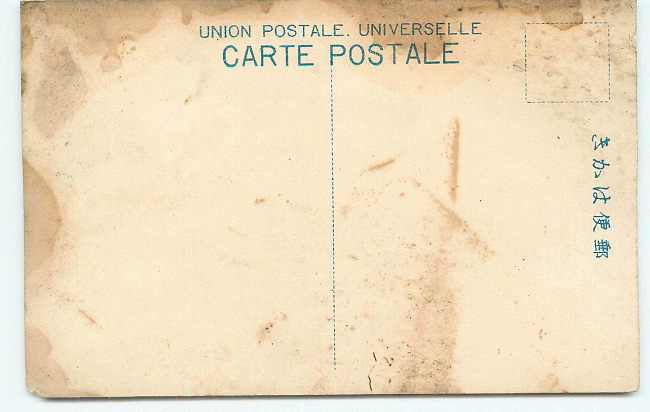 UNION POSTALE. UNIVERSELLE
CARTE POSTALE
郵便はかき